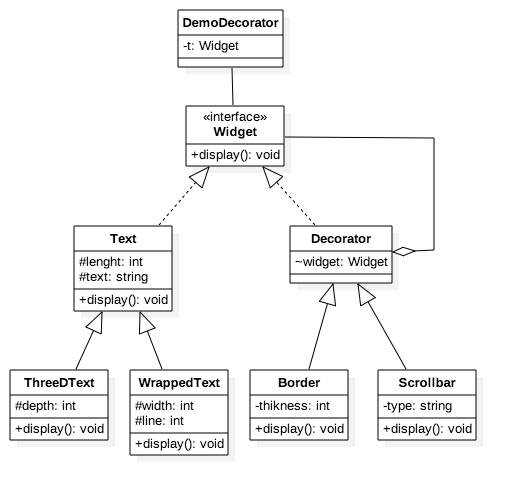 DemoDecorator
-t: Widget
«interface»
Widget
+display(): void
Text
#lenght: int
#text: string
+display(): void
Decorator
~widget: Widget
ThreeDText
#depth: int
+display(): void
WrappedText
#width: int
#line: int
+display(): void
Border
-thikness: int
+display(): void
Scrollbar
-type: string
+display(): void